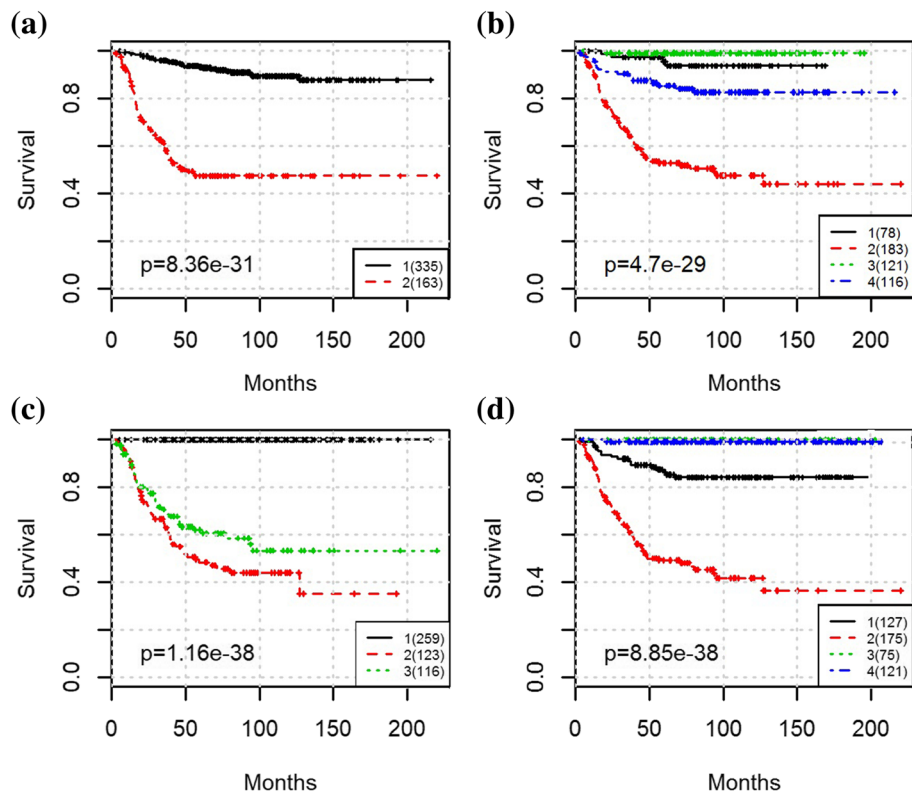 (a)
Survival
0.0 0.4 0.8
p=8.36e-31
1(335)
2(163)
0 50 100 150 200
Months
(b)
Survival
0.0 0.4 0.8
p=4.7e-29
1(78)
2(183)
3(121)
4(116)
0 50 100 150 200
Months
(c)
Survival
0.0 0.4 0.8
p=1.16e-38
1(259)
2(123)
3(116)
0 50 100 150 200
Months
(d)
Survival
0.0 0.4 0.8
p=8.85e-38
1(127)
2(175)
3(75)
4(121)
0 50 100 150 200
Months